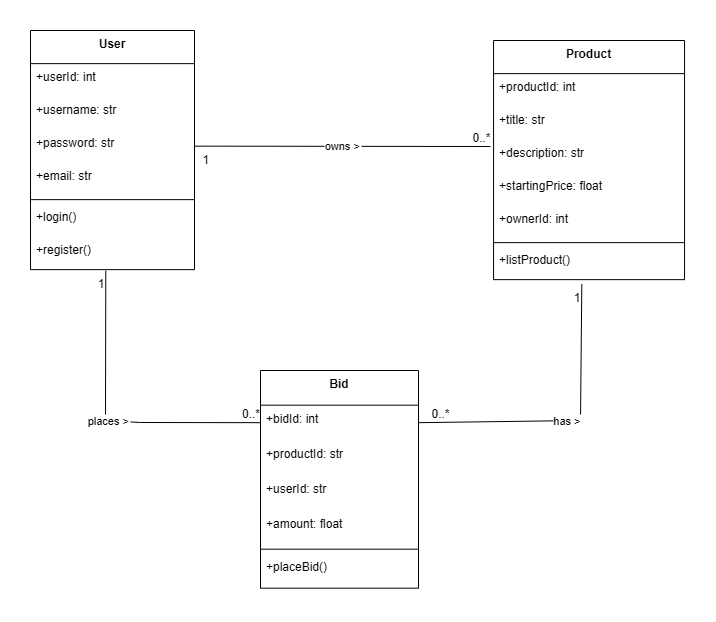 User
+userId: int
+username: str
+password: str
+email: str
+login()
+register()
Product
+productId: int
+title: str
+description: str
+startingPrice: float
+ownerId: int
+listProduct()
owns >
1
0..*
1
places >
0..*
1
has >
0..*
Bid
+bidId: int
+productId: str
+userId: str
+amount: float
+placeBid()